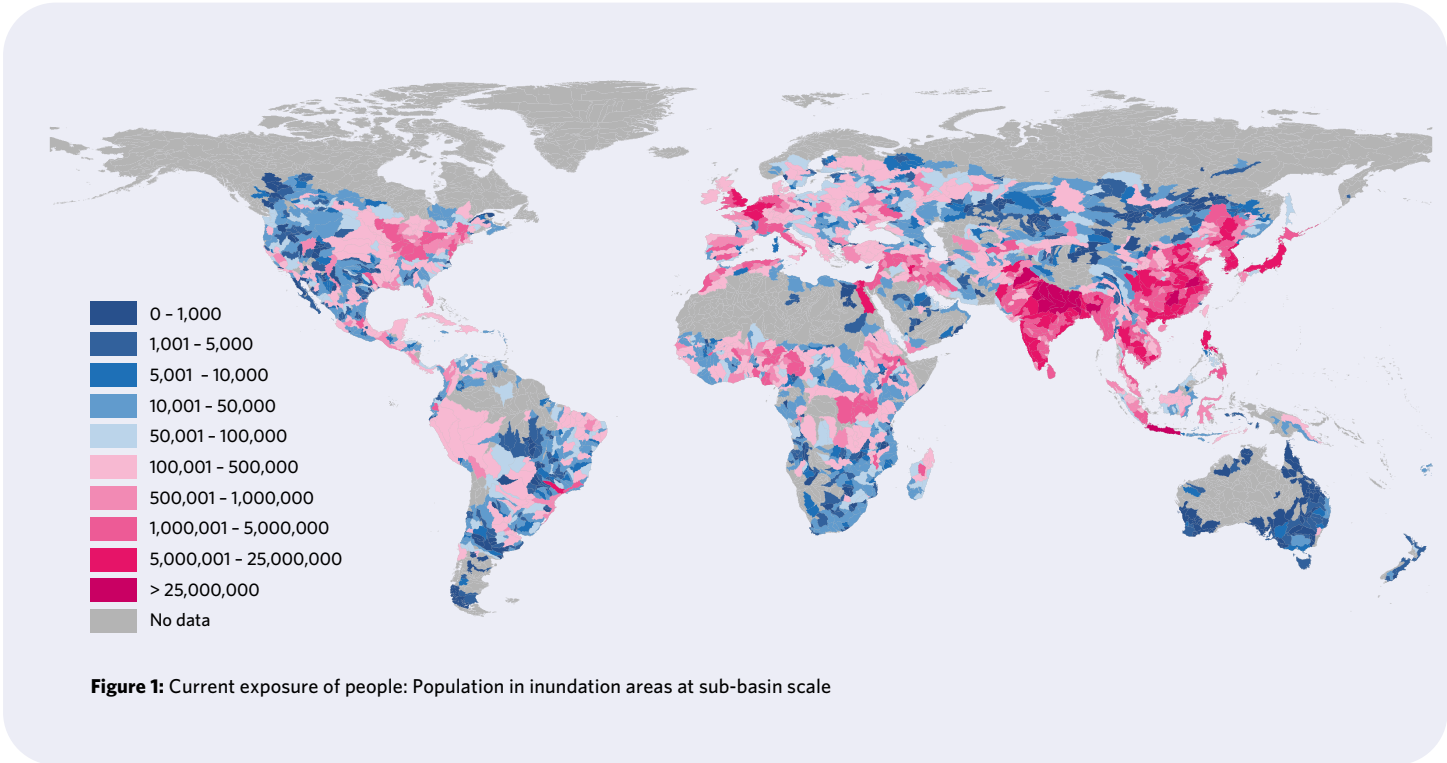 0 – 1,000
1,001 – 5,000
5,001 – 10,000
10,001 – 50,000
50,001 – 100,000
100,001 – 500,000
500,001 – 1,000,000
1,000,001 – 5,000,000
5,000,001 – 25,000,000
> 25,000,000
No data
Figure 1: Current exposure of people: Population in inundation areas at sub-basin scale